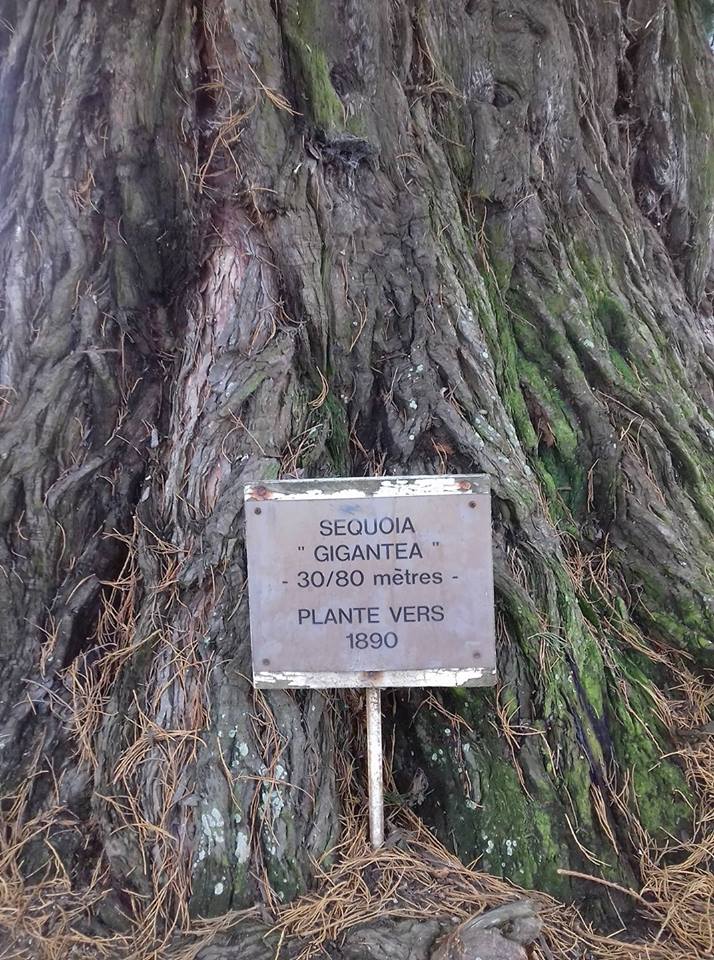 SEQUOIA
" GIGANTEA "
- 30/80 mètres -
PLANTE VERS
1890